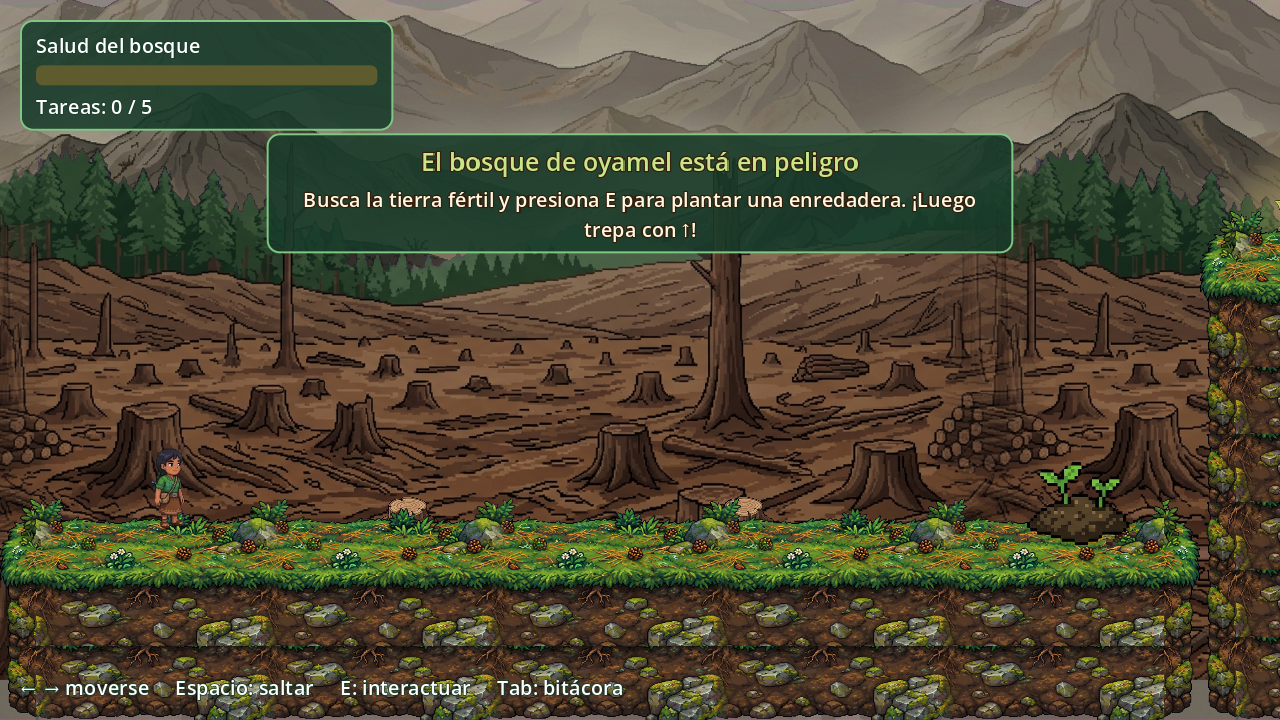 Salud del bosque
Tareas: 0 / 5
El bosque de oyamel está en peligro
Busca la tierra fértil y presiona E para plantar una enredadera. ¡Luego
trepa con ↑!
← → moverse Espacio: saltar E: interactuar Tab: bitácora